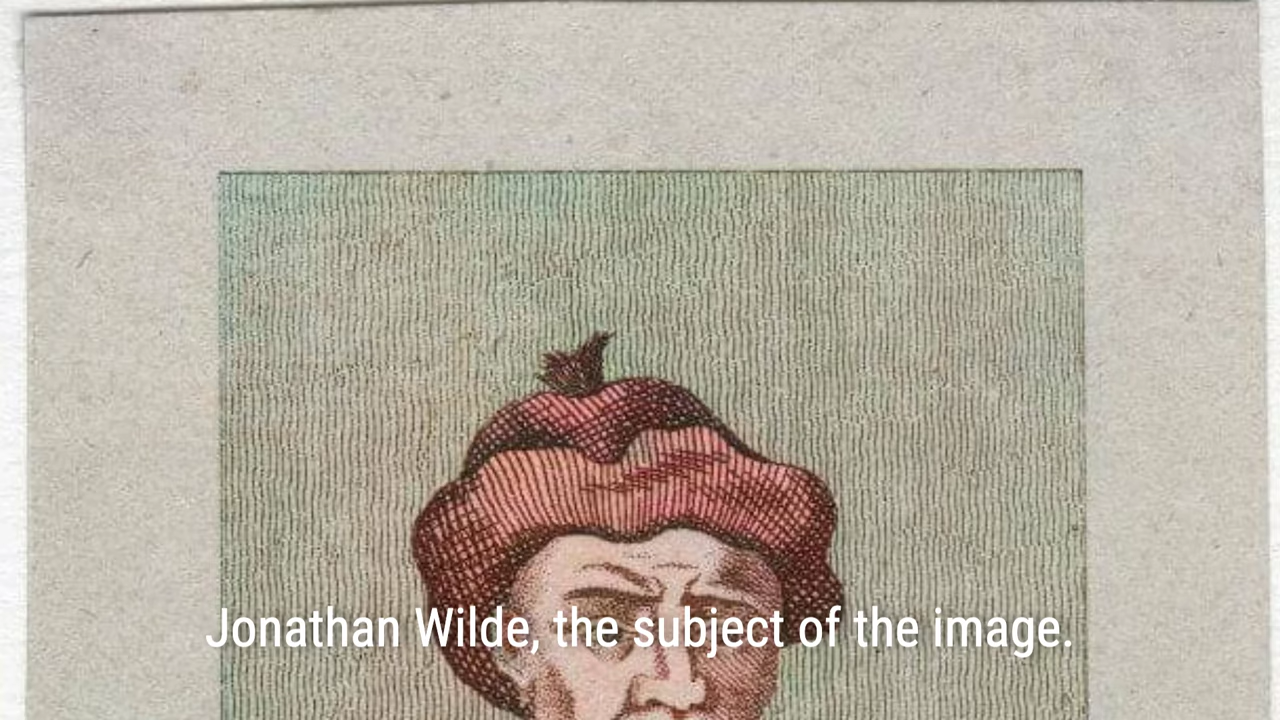 Jonathan Wilde, the subject of the image.